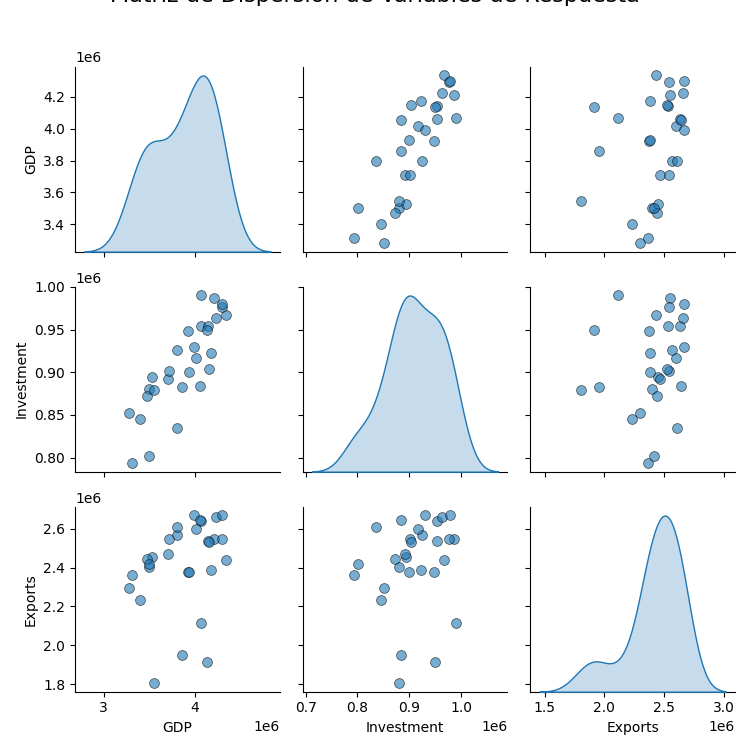 Matriz de Dispersión de Variables de Respuesta
1e6
4.2
4.0
3.8
3.6
3.4
GDP
1e6
1.00
0.95
0.90
0.85
0.80
Investment
1e6
2.6
2.4
2.2
2.0
1.8
Exports
3 4
GDP 1e6
0.7 0.8 0.9 1.0
Investment 1e6
1.5 2.0 2.5 3.0
Exports 1e6